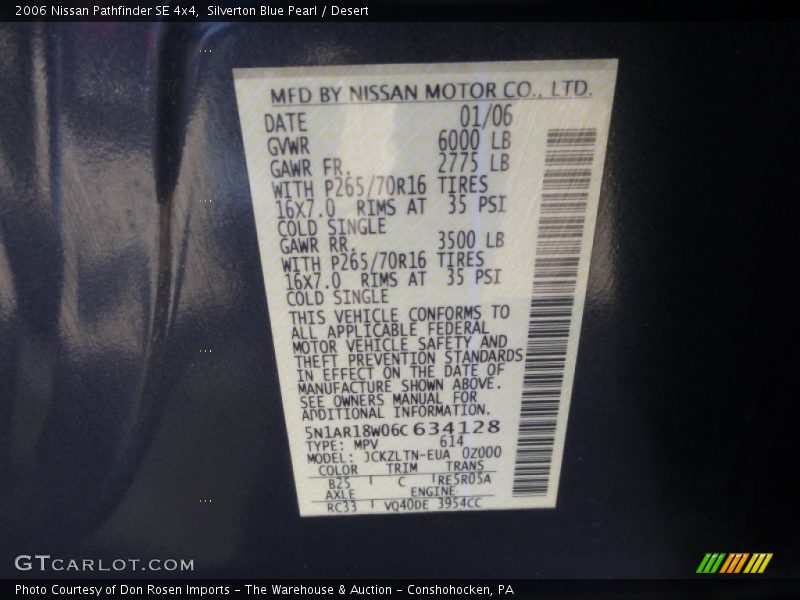 2006 Nissan Pathfinder SE 4x4,  Silverton Blue Pearl / Desert
MFD BY NISSAN MOTOR CO., LTD.
DATE 01/06
GVWR 6000 LB
GAWR FR. 2775 LB
WITH P265/70R16 TIRES
16X7.0 RIMS AT 35 PSI
COLD SINGLE
GAWR RR. 3500 LB
WITH P265/70R16 TIRES
16X7.0 RIMS AT 35 PSI
COLD SINGLE
THIS VEHICLE CONFORMS TO
ALL APPLICABLE FEDERAL
MOTOR VEHICLE SAFETY AND
THEFT PREVENTION STANDARDS
IN EFFECT ON THE DATE OF
MANUFACTURE SHOWN ABOVE.
SEE OWNERS MANUAL FOR
ADDITIONAL INFORMATION.
5N1AR18W06C634128
TYPE: MPV 614
MODEL: JCKZLTN-EUA 0Z000
COLOR TRIM TRANS
B25 C RE5R05A
AXLE ENGINE
RC33 VQ40DE 3954CC
GTCARLOT.COM
Photo Courtesy of Don Rosen Imports - The Warehouse & Auction - Conshohocken, PA